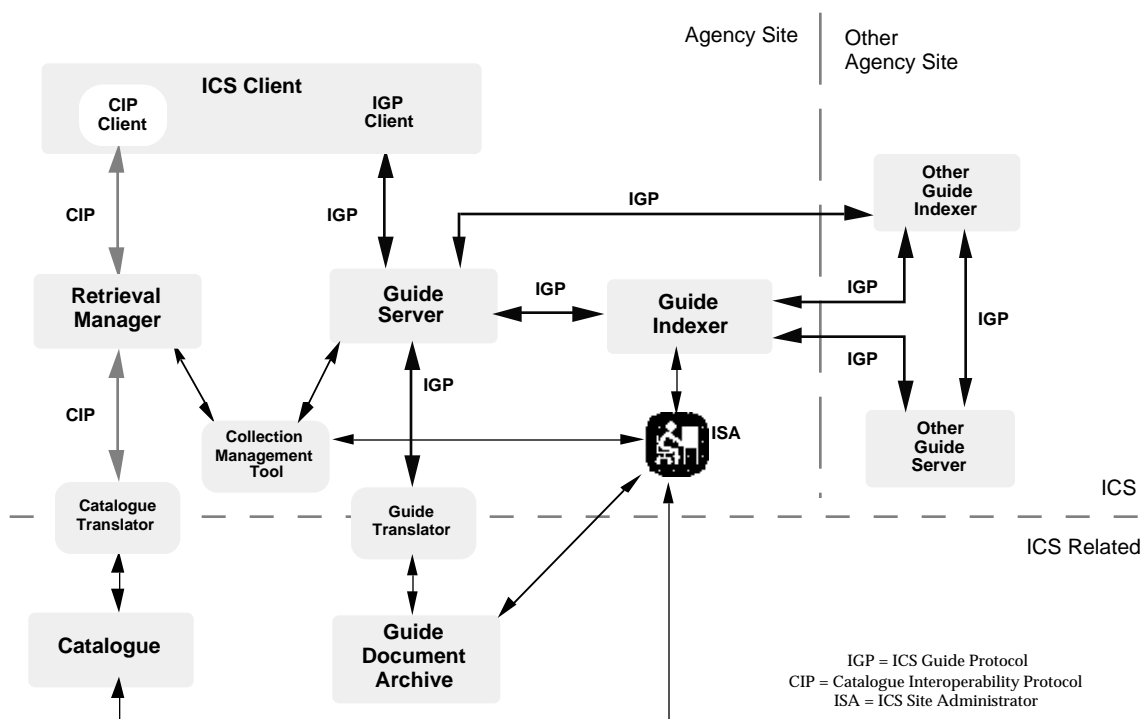 Agency Site
Other
Agency Site
ICS Client
CIP
Client
IGP
Client
CIP
IGP
IGP
Other
Guide
Indexer
Retrieval
Manager
Guide
Server
IGP
Guide
Indexer
IGP
IGP
IGP
CIP
IGP
Collection
Management
Tool
ISA
Other
Guide
Server
Catalogue
Translator
Guide
Translator
ICS
ICS Related
Catalogue
Guide
Document
Archive
IGP = ICS Guide Protocol
CIP = Catalogue Interoperability Protocol
ISA = ICS Site Administrator